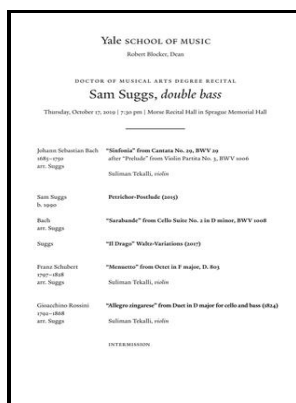 Yale SCHOOL OF MUSIC
Robert Blocker, Dean
DOCTOR OF MUSICAL ARTS DEGREE RECITAL
Sam Suggs, double bass
Thursday, October 17, 2019 | 7:30 pm | Morse Recital Hall in Sprague Memorial Hall
Johann Sebastian Bach "Sinfonia" from Cantata No. 29, BWV 29
1685–1750 after "Prelude" from Violin Partita No. 3, BWV 1006
arr. Suggs
Suliman Tekalli, violin
Sam Suggs Petrichor-Postlude (2015)
b. 1990
Bach "Sarabande" from Cello Suite No. 2 in D minor, BWV 1008
Suggs "Il Drago" Waltz-Variations (2017)
Franz Schubert "Menuetto" from Octet in F major, D. 803
1797–1828
arr. Suggs Suliman Tekalli, violin
Gioacchino Rossini "Allegro zingarese" from Duet in D major for cello and bass (1824)
1792–1868
arr. Suggs Suliman Tekalli, violin
INTERMISSION